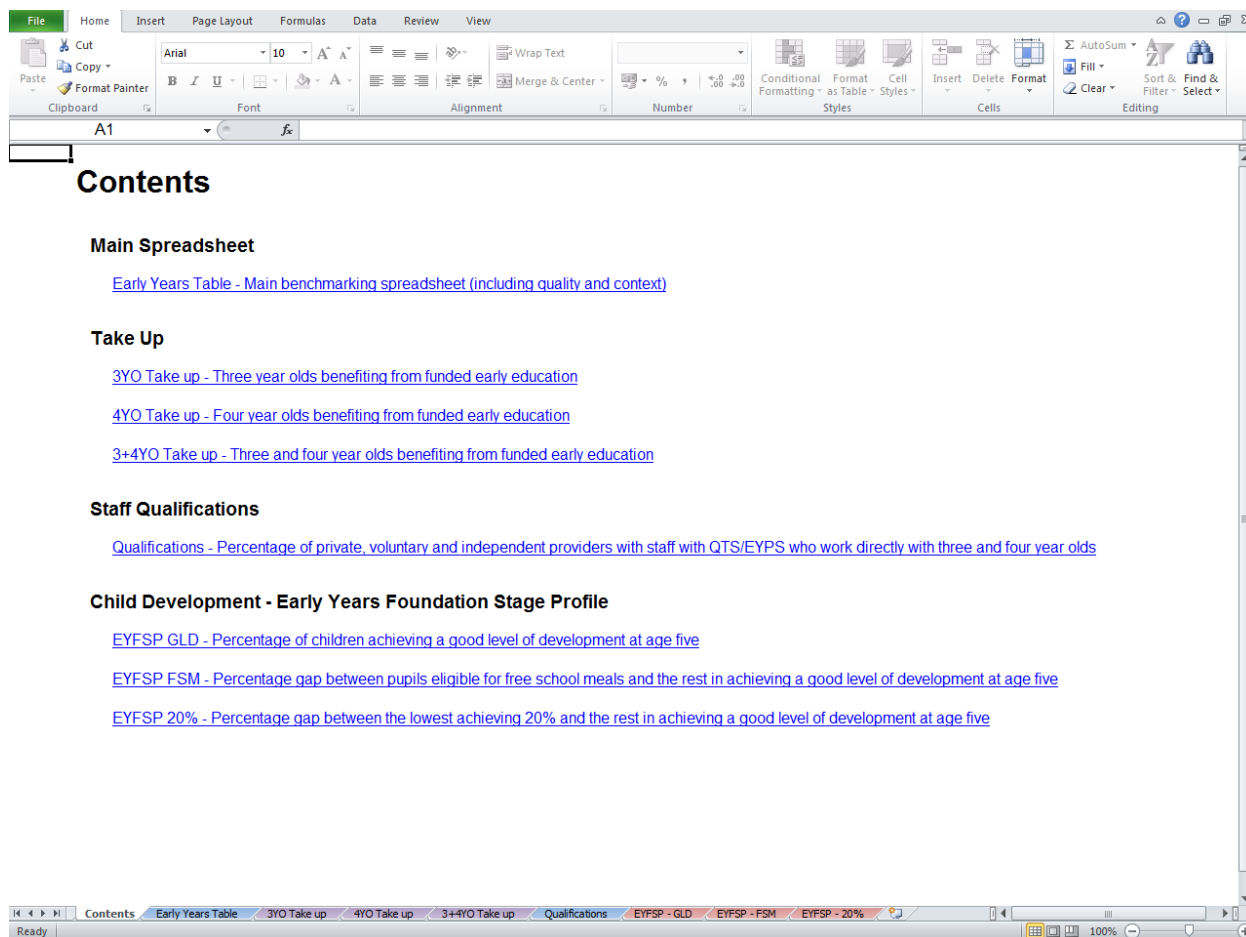 File Home Insert Page Layout Formulas Data Review View
Cut
Copy
Format Painter
Paste
Clipboard
Arial 10
B I U
Font
Wrap Text
Merge & Center
Alignment
%
Number
Conditional Formatting
Format as Table
Cell Styles
Styles
Insert Delete Format
Cells
Σ AutoSum
Fill
Clear
Sort & Filter
Find & Select
Editing
A1 fx
Contents
Main Spreadsheet
Early Years Table - Main benchmarking spreadsheet (including quality and context)
Take Up
3YO Take up - Three year olds benefiting from funded early education
4YO Take up - Four year olds benefiting from funded early education
3+4YO Take up - Three and four year olds benefiting from funded early education
Staff Qualifications
Qualifications - Percentage of private, voluntary and independent providers with staff with QTS/EYPS who work directly with three and four year olds
Child Development - Early Years Foundation Stage Profile
EYFSP GLD - Percentage of children achieving a good level of development at age five
EYFSP FSM - Percentage gap between pupils eligible for free school meals and the rest in achieving a good level of development at age five
EYFSP 20% - Percentage gap between the lowest achieving 20% and the rest in achieving a good level of development at age five
Contents Early Years Table 3YO Take up 4YO Take up 3+4YO Take up Qualifications EYFSP - GLD EYFSP - FSM EYFSP - 20%
Ready 100%